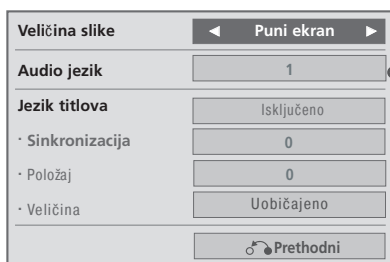 Veličina slike ◄ Puni ekran ►
Audio jezik 1
Jezik titlova Isključeno
· Sinkronizacija 0
· Položaj 0
· Veličina Uobičajeno
Prethodni